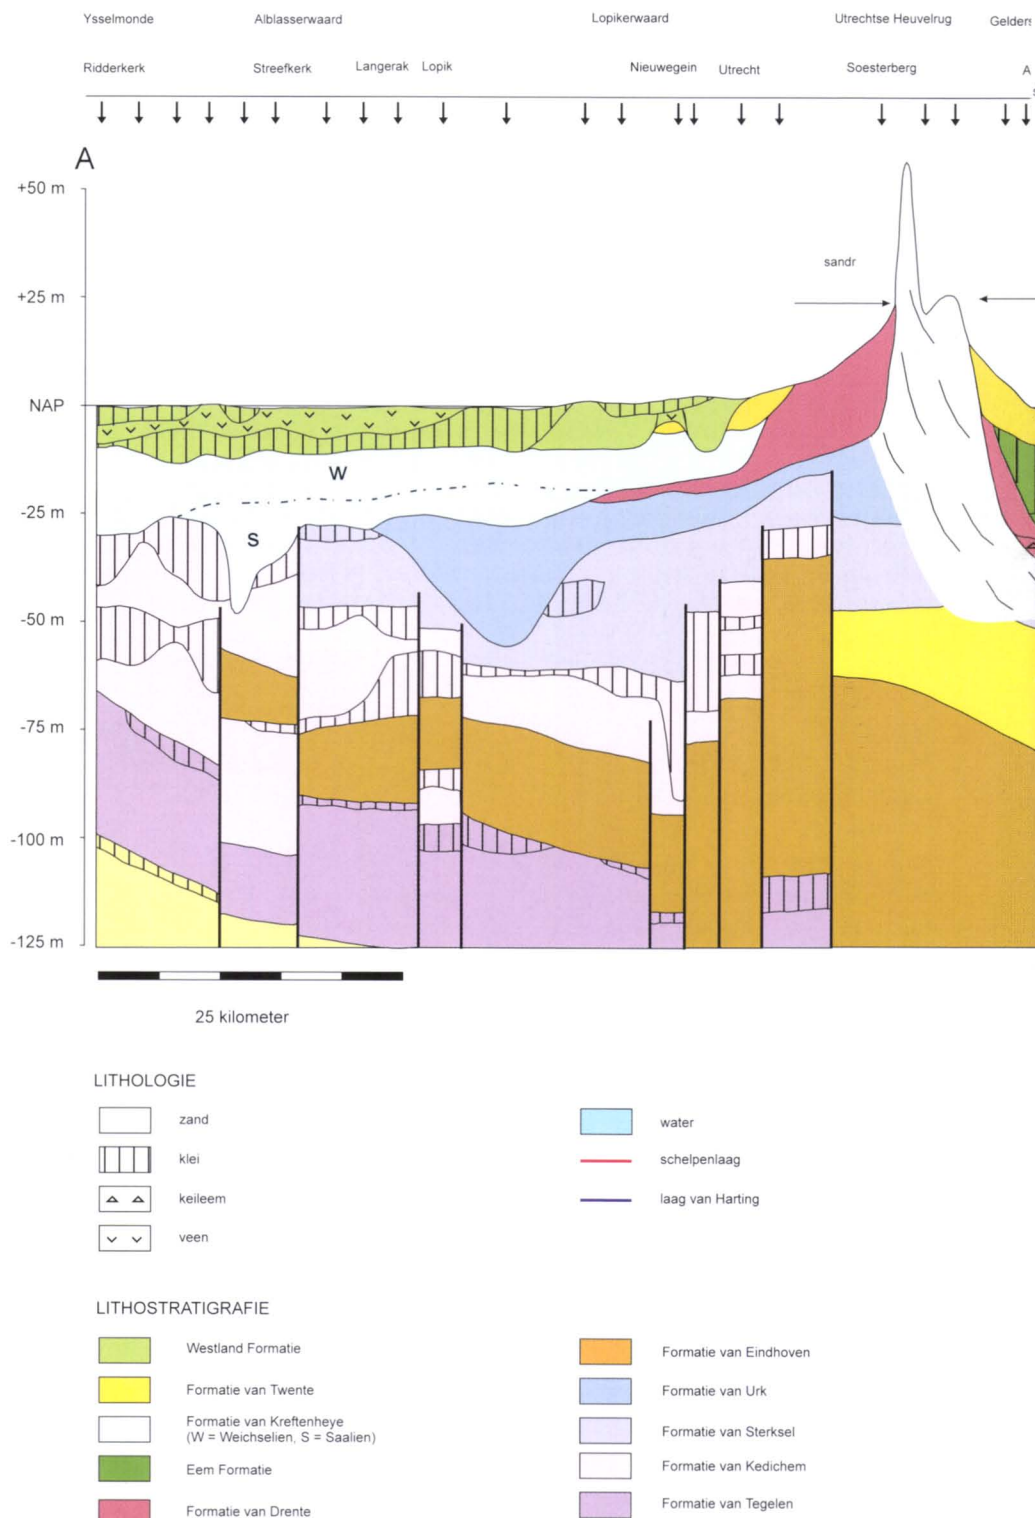 Ysselmonde Alblasserwaard Lopikerwaard Utrechtse Heuvelrug Gelders
Ridderkerk Streefkerk Langerak Lopik Nieuwegein Utrecht Soesterberg A
A
+50 m
sandr
+25 m
NAP
W
-25 m
S
-50 m
-75 m
-100 m
-125 m
25 kilometer
LITHOLOGIE
zand
klei
keileem
veen
water
schelpenlaag
laag van Harting
LITHOSTRATIGRAFIE
Westland Formatie
Formatie van Twente
Formatie van Kreftenheye
(W = Weichselien, S = Saalien)
Eem Formatie
Formatie van Drente
Formatie van Eindhoven
Formatie van Urk
Formatie van Sterksel
Formatie van Kedichem
Formatie van Tegelen